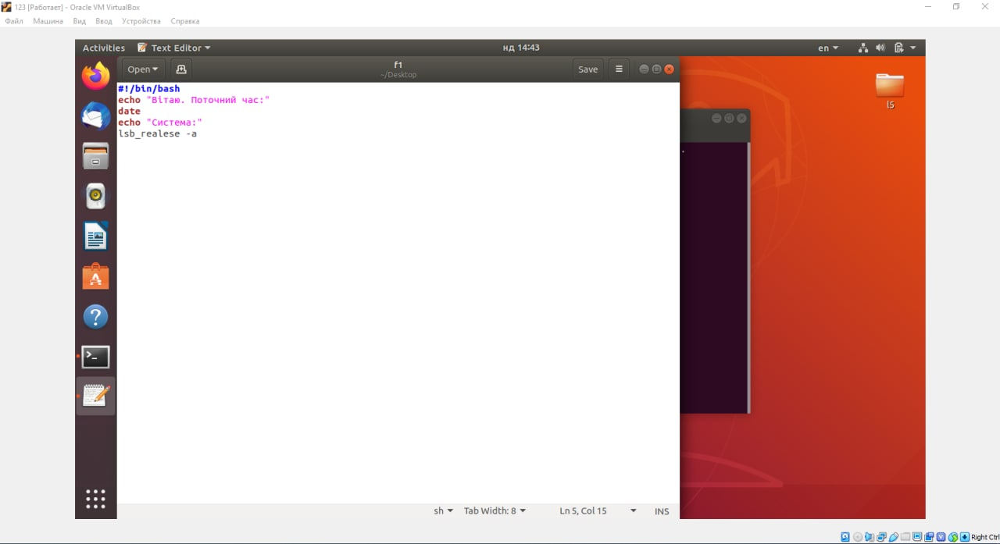 123 [Работает] - Oracle VM VirtualBox
Файл Машина Вид Ввод Устройства Справка
Activities Text Editor нд 14:43 en
Open f1 Save
~/Desktop
#!/bin/bash
echo "Вітаю. Поточний час:"
date
echo "Система:"
lsb_realese -a
l5
sh Tab Width: 8 Ln 5, Col 15 INS
Right Ctrl